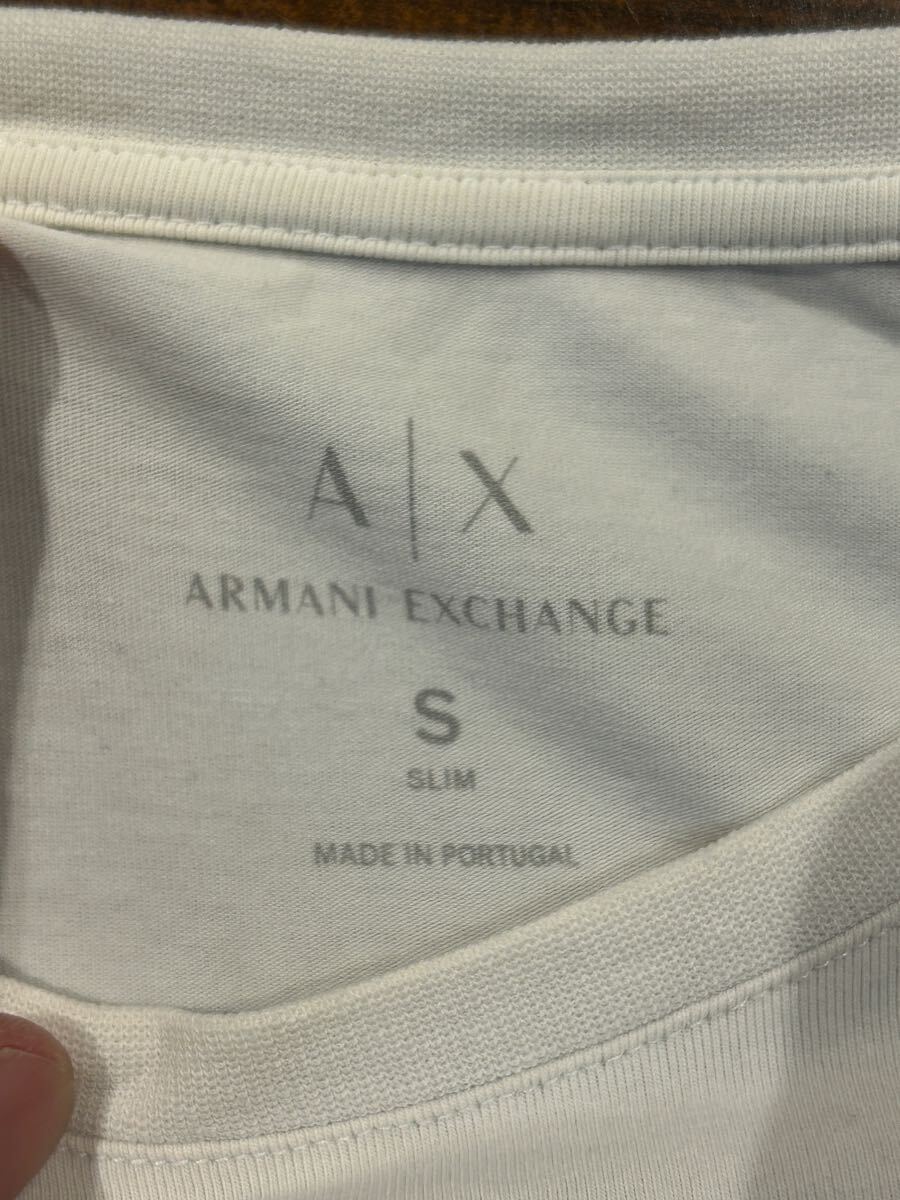 A|X
ARMANI EXCHANGE
S
SLIM
MADE IN PORTUGAL